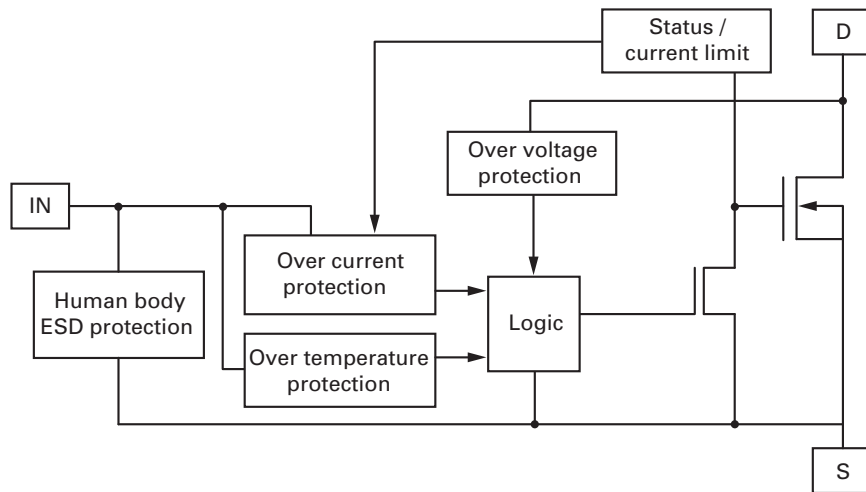 Status /
current limit
D
Over voltage
protection
IN
Over current
protection
Human body
ESD protection
Logic
Over temperature
protection
S